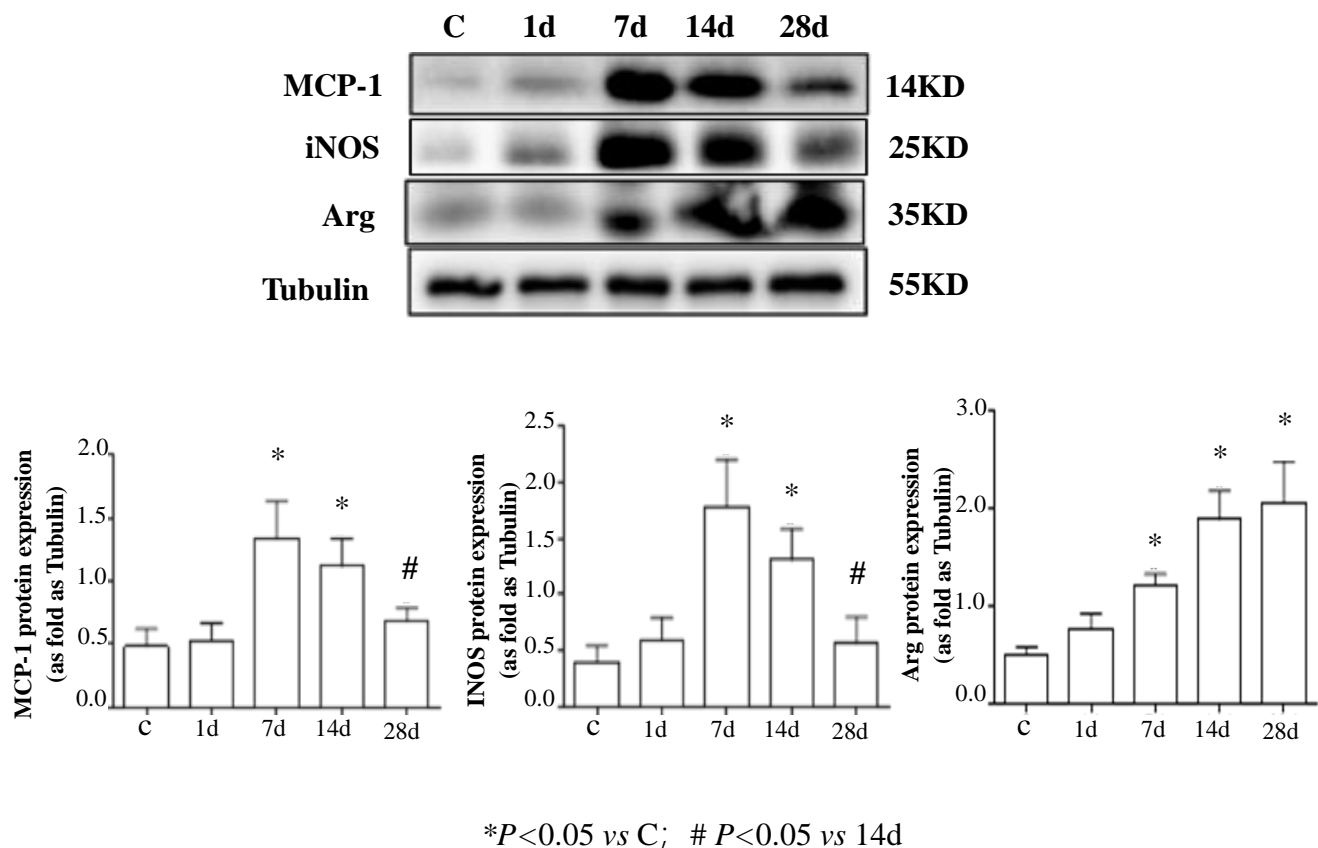 C 1d 7d 14d 28d
MCP-1 14KD
iNOS 25KD
Arg 35KD
Tubulin 55KD
MCP-1 protein expression
(as fold as Tubulin)
2.0
1.5
1.0
0.5
0.0
*
*
#
c 1d 7d 14d 28d
INOS protein expression
(as fold as Tubulin)
2.5
2.0
1.5
1.0
0.5
0.0
*
*
#
c 1d 7d 14d 28d
Arg protein expression
(as fold as Tubulin)
3.0
2.0
1.0
0.0
*
*
*
c 1d 7d 14d 28d
*P<0.05 vs C; # P<0.05 vs 14d